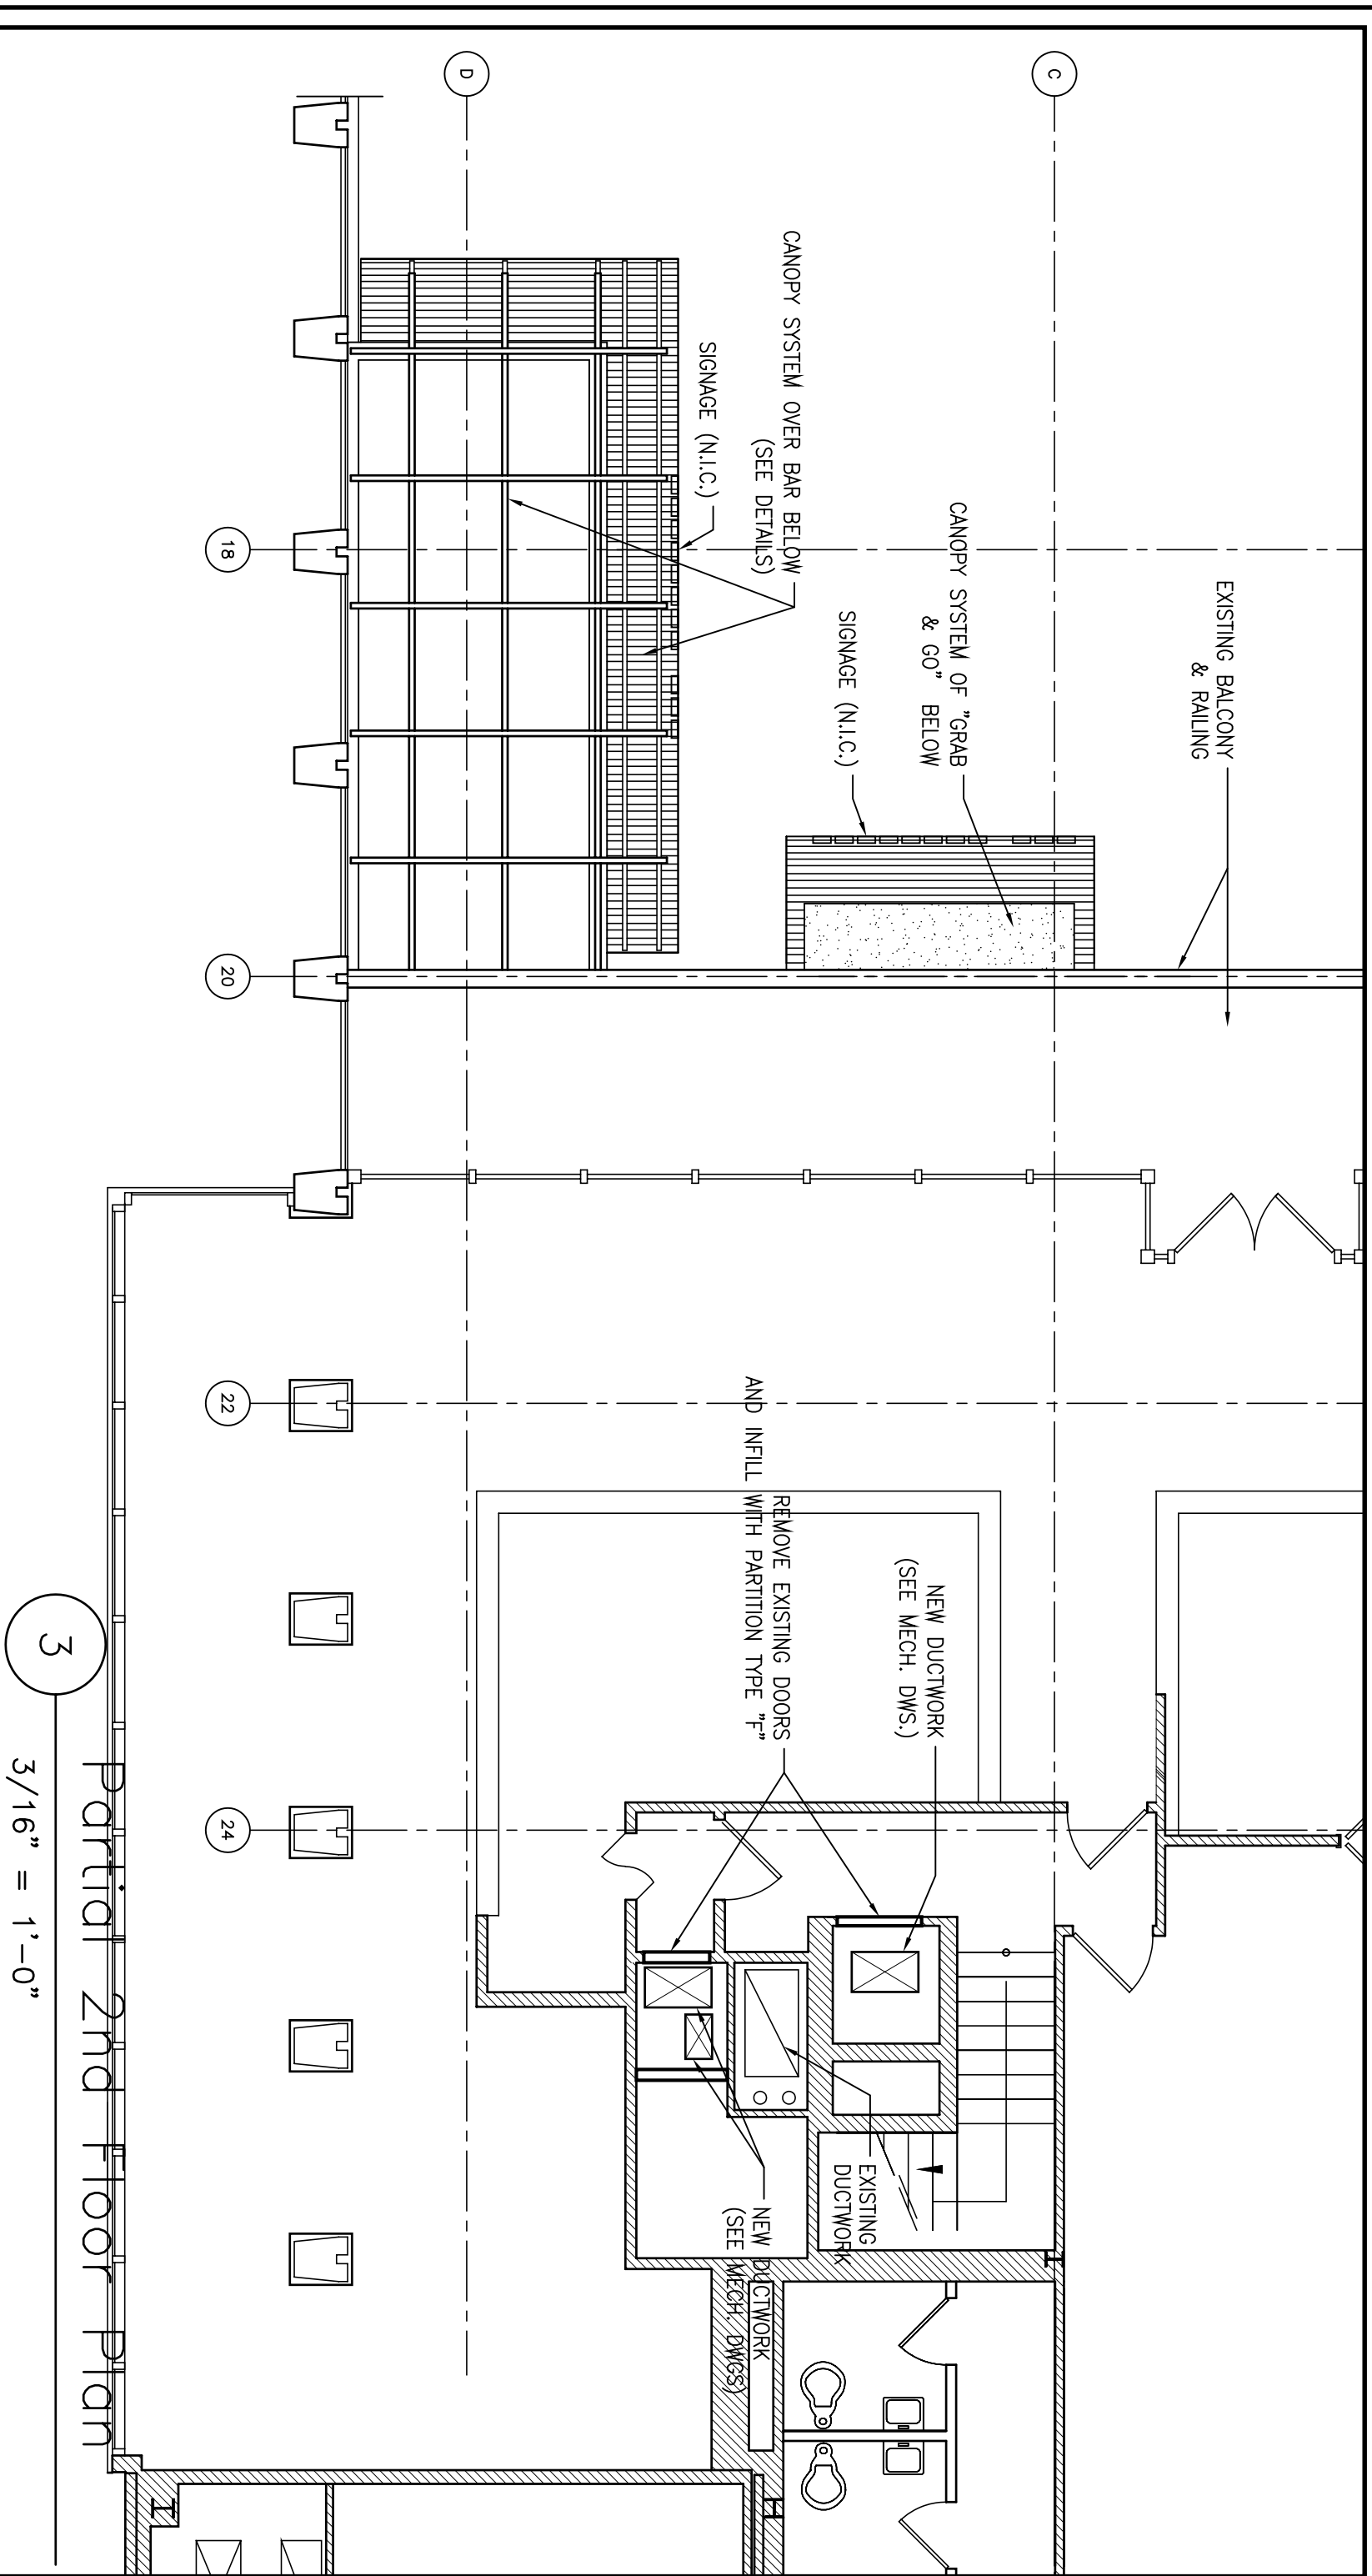 C
D
EXISTING BALCONY
& RAILING
CANOPY SYSTEM OF "GRAB
& GO" BELOW
SIGNAGE (N.I.C.)
CANOPY SYSTEM OVER BAR BELOW
(SEE DETAILS)
SIGNAGE (N.I.C.)
NEW DUCTWORK
(SEE MECH. DWS.)
REMOVE EXISTING DOORS
AND INFILL WITH PARTITION TYPE "F"
EXISTING
DUCTWORK
NEW DUCTWORK
(SEE MECH. DWGS)
18
20
22
24
3
Partial 2nd Floor Plan
3/16" = 1'-0"